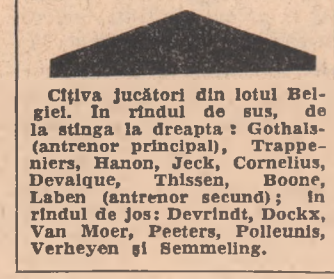 Cîţiva jucători din lotul Bel-
giei. În rîndul de sus, de
la stînga la dreapta : Gothals-
(antrenor principal), Trappe-
niers, Hanon, Jeck, Cornelius,
Devalque, Thissen, Boone,
Laben (antrenor secund) ; în
rîndul de jos: Devrindt, Dockx,
Van Moer, Peeters, Polleunis,
Verheyen şi Semmeling.